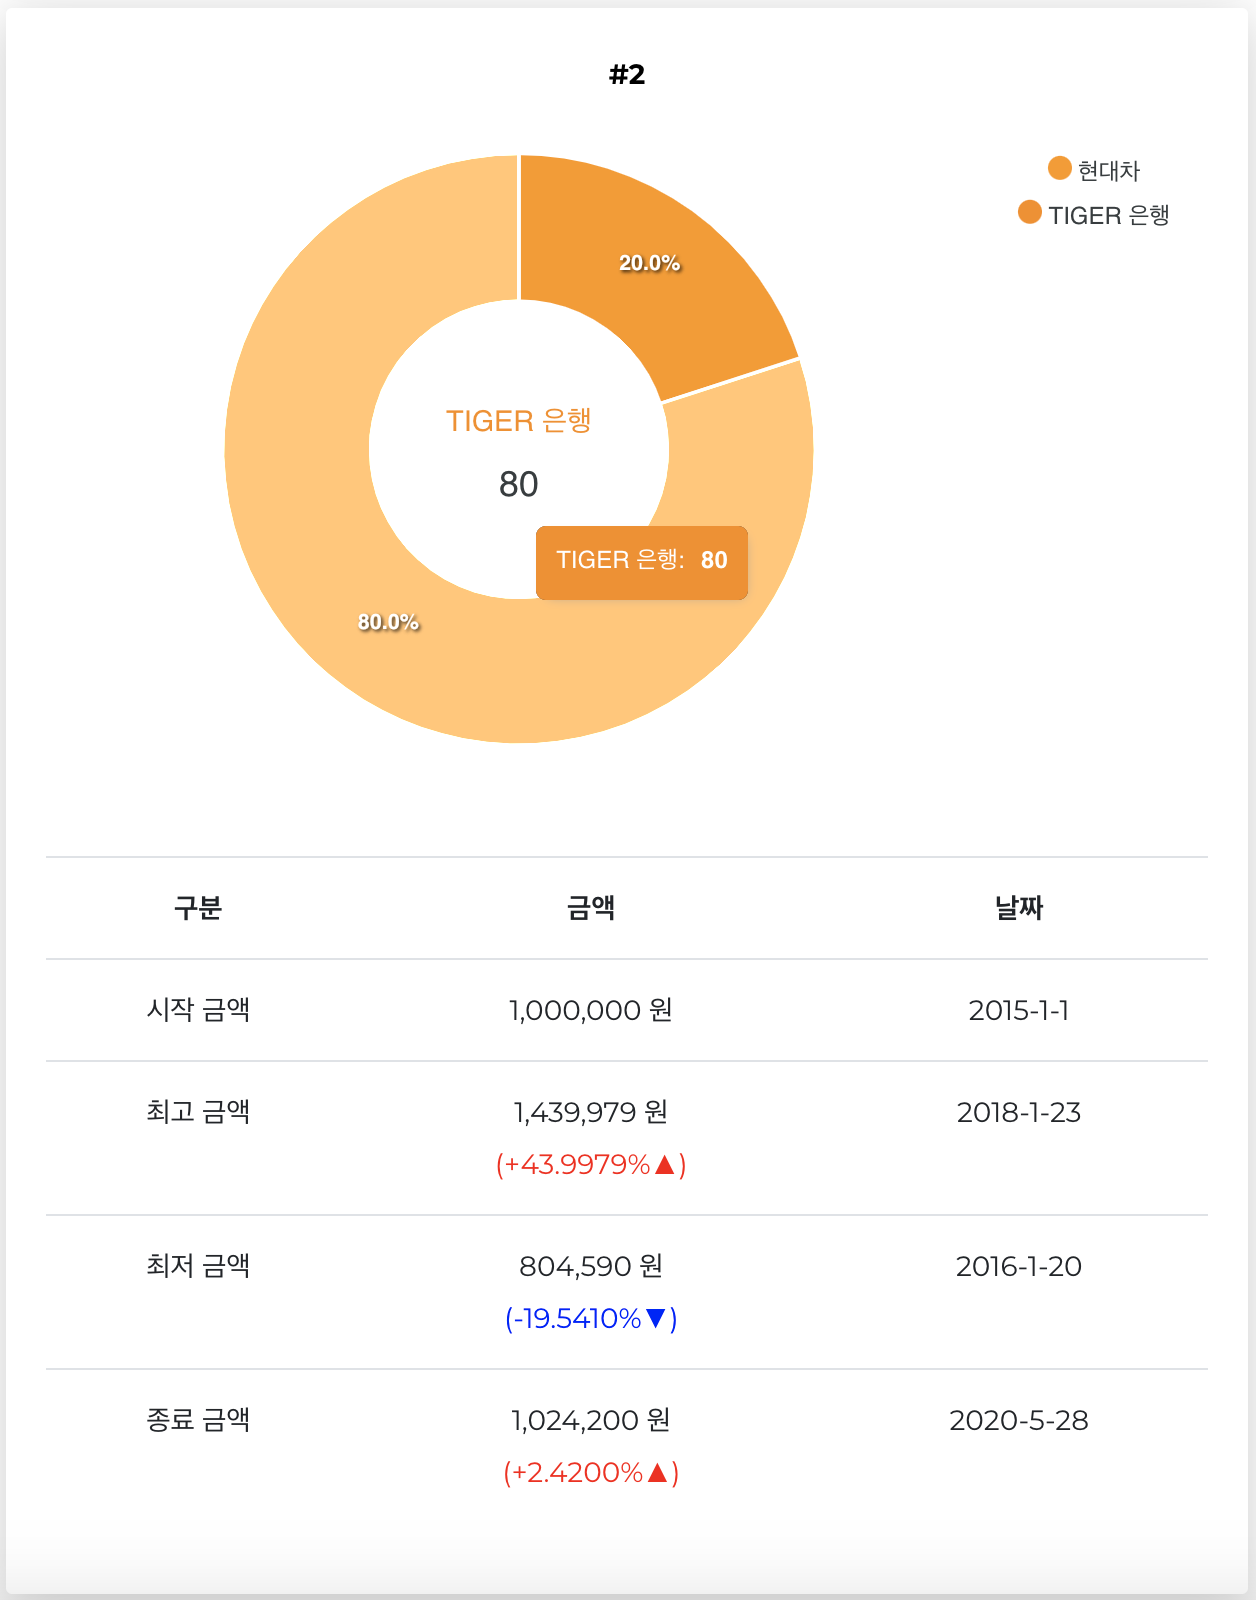 #2
현대차
TIGER 은행
20.0%
TIGER 은행
80
TIGER 은행: 80
80.0%
구분 금액 날짜
시작 금액 1,000,000 원 2015-1-1
최고 금액 1,439,979 원 2018-1-23
(+43.9979%▲)
최저 금액 804,590 원 2016-1-20
(-19.5410%▼)
종료 금액 1,024,200 원 2020-5-28
(+2.4200%▲)